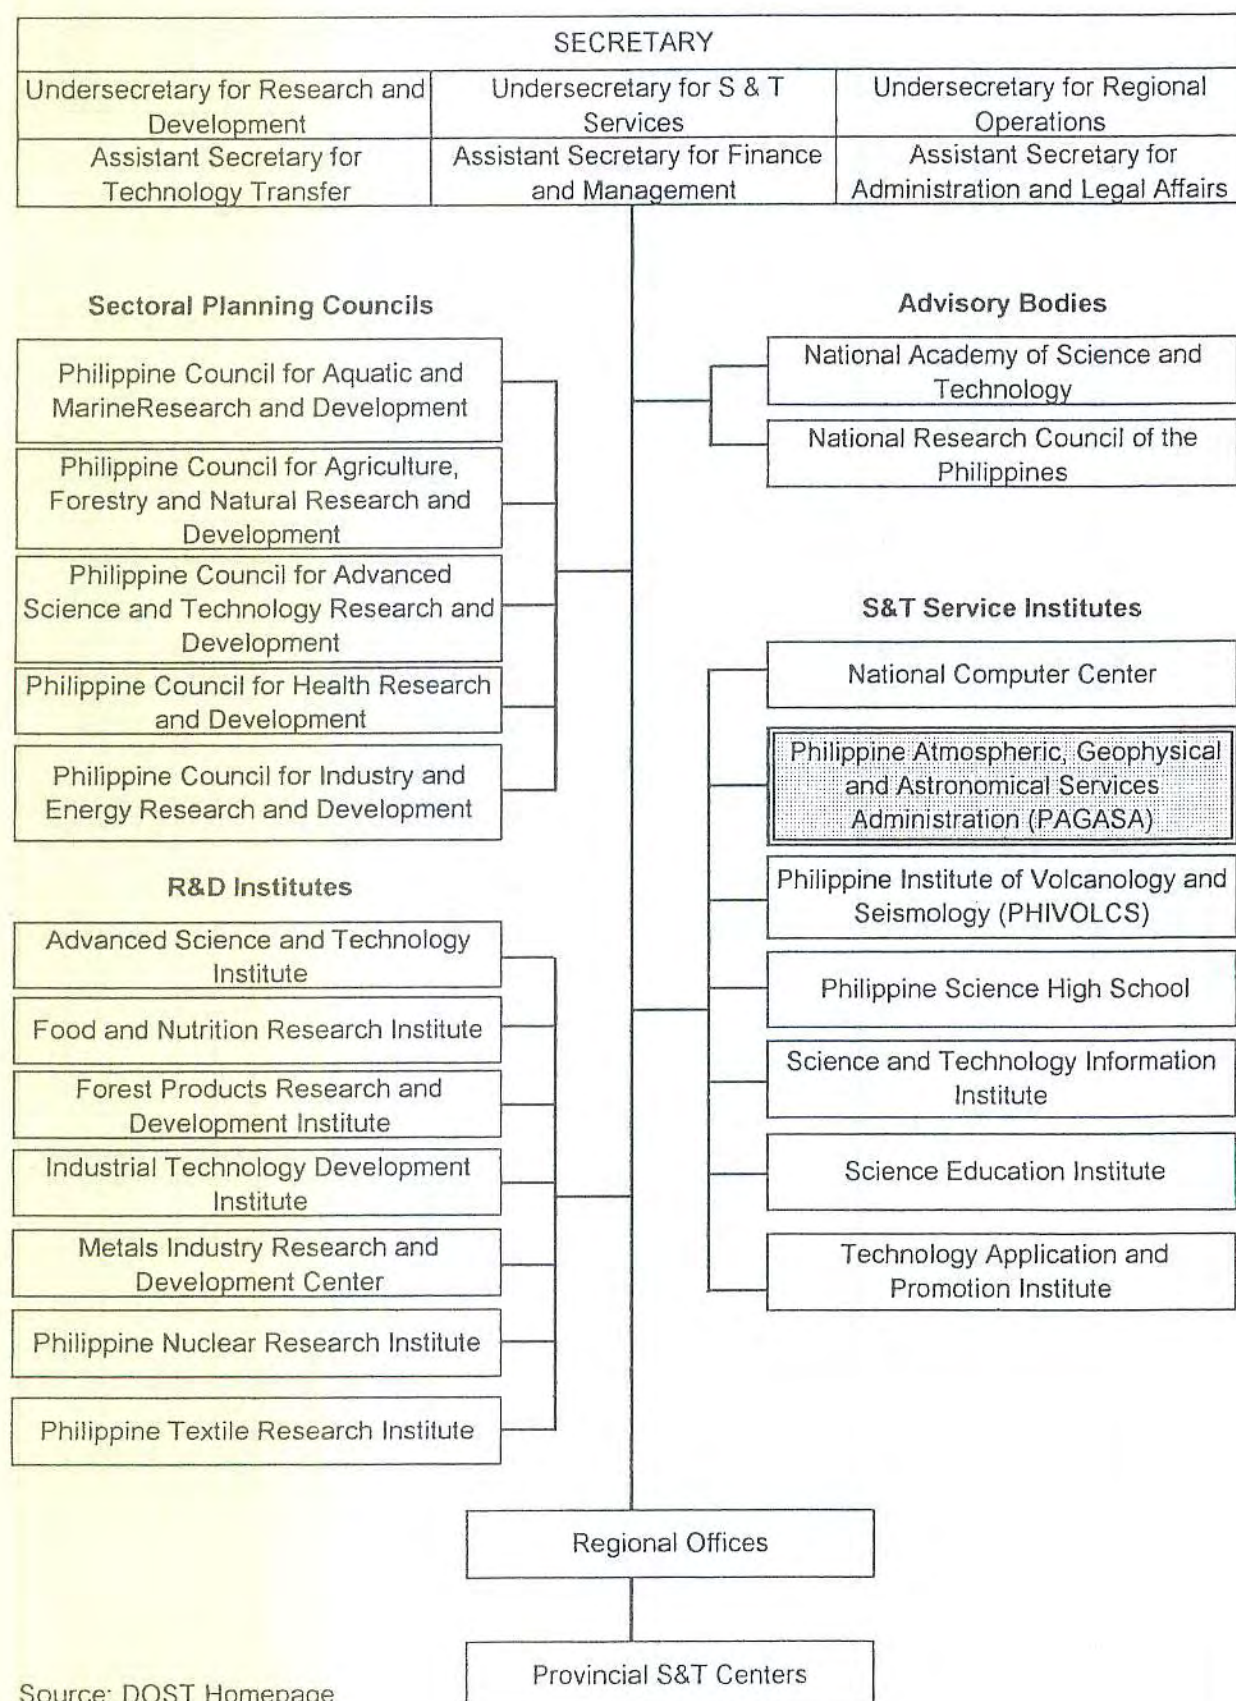 SECRETARY
Undersecretary for Research and
Development
Undersecretary for S & T
Services
Undersecretary for Regional
Operations
Assistant Secretary for
Technology Transfer
Assistant Secretary for Finance
and Management
Assistant Secretary for
Administration and Legal Affairs
Sectoral Planning Councils
Philippine Council for Aquatic and
MarineResearch and Development
Philippine Council for Agriculture,
Forestry and Natural Research and
Development
Philippine Council for Advanced
Science and Technology Research and
Development
Philippine Council for Health Research
and Development
Philippine Council for Industry and
Energy Research and Development
R&D Institutes
Advanced Science and Technology
Institute
Food and Nutrition Research Institute
Forest Products Research and
Development Institute
Industrial Technology Development
Institute
Metals Industry Research and
Development Center
Philippine Nuclear Research Institute
Philippine Textile Research Institute
Advisory Bodies
National Academy of Science and
Technology
National Research Council of the
Philippines
S&T Service Institutes
National Computer Center
Philippine Atmospheric, Geophysical
and Astronomical Services
Administration (PAGASA)
Philippine Institute of Volcanology and
Seismology (PHIVOLCS)
Philippine Science High School
Science and Technology Information
Institute
Science Education Institute
Technology Application and
Promotion Institute
Regional Offices
Provincial S&T Centers
Source: DOST Homepage